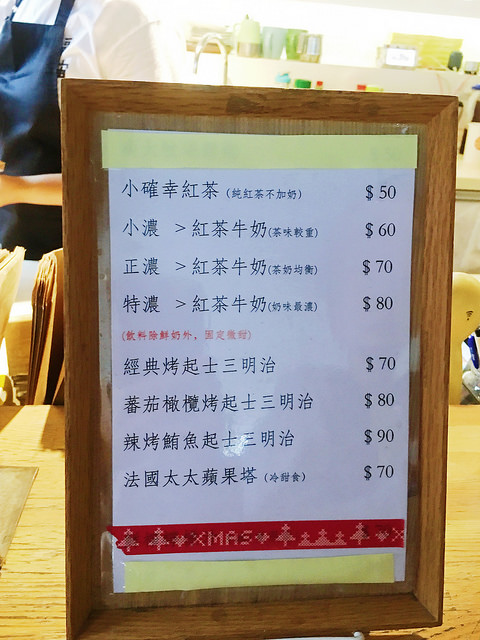 小確幸紅茶 (純紅茶不加奶) $50
小濃 >紅茶牛奶(茶味較重) $60
正濃 >紅茶牛奶(茶奶均衡) $70
特濃 >紅茶牛奶(奶味最濃) $80
(飲料除鮮奶外，固定微甜)
經典烤起士三明治 $70
蕃茄橄欖烤起士三明治 $80
辣烤鮪魚起士三明治 $90
法國太太蘋果塔 (冷甜食) $70
XMAS